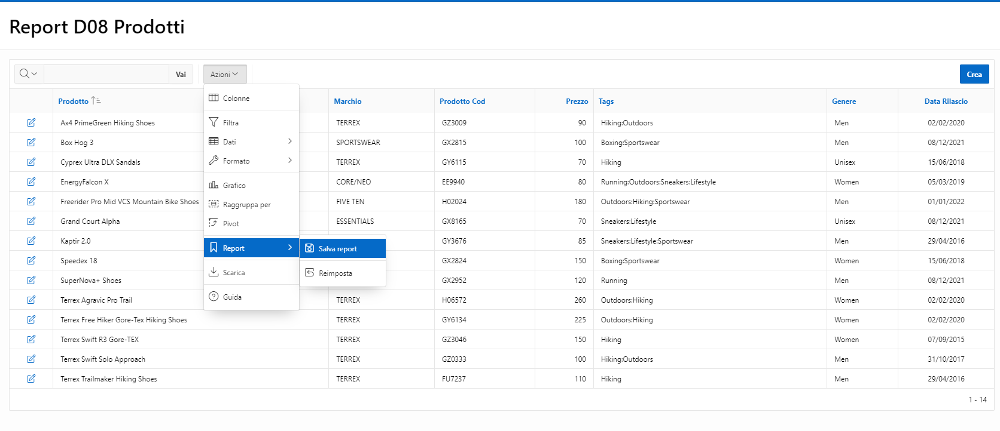 Report D08 Prodotti
Vai Azioni Crea
Prodotto Marchio Prodotto Cod Prezzo Tags Genere Data Rilascio
Ax4 PrimeGreen Hiking Shoes TERREX GZ3009 90 Hiking:Outdoors Men 02/02/2020
Box Hog 3 SPORTSWEAR GX2815 100 Boxing:Sportswear Men 08/12/2021
Cyprex Ultra DLX Sandals TERREX GY6115 70 Hiking Unisex 15/06/2018
EnergyFalcon X CORE/NEO EE9940 80 Running:Outdoors:Sneakers:Lifestyle Women 05/03/2019
Freerider Pro Mid VCS Mountain Bike Shoes FIVE TEN H02024 180 Outdoors:Hiking:Sportswear Men 01/01/2022
Grand Court Alpha ESSENTIALS GX8165 70 Sneakers:Lifestyle Unisex 08/12/2021
Kaptir 2.0 GY3676 85 Sneakers:Lifestyle:Sportswear Men 29/04/2016
Speedex 18 GX2824 150 Boxing:Sportswear Women 15/06/2018
SuperNova+ Shoes GX2952 120 Running Men 08/12/2021
Terrex Agravic Pro Trail TERREX H06572 260 Outdoors:Hiking Women 02/02/2020
Terrex Free Hiker Gore-Tex Hiking Shoes TERREX GY6134 225 Outdoors:Hiking Women 02/02/2020
Terrex Swift R3 Gore-TEX TERREX GZ3046 150 Hiking Women 07/09/2015
Terrex Swift Solo Approach TERREX GZ0333 100 Hiking:Outdoors Men 31/10/2017
Terrex Trailmaker Hiking Shoes TERREX FU7237 110 Hiking Men 29/04/2016
1 - 14
Colonne
Filtra
Dati
Formato
Grafico
Raggruppa per
Pivot
Report
Scarica
Guida
Salva report
Reimposta